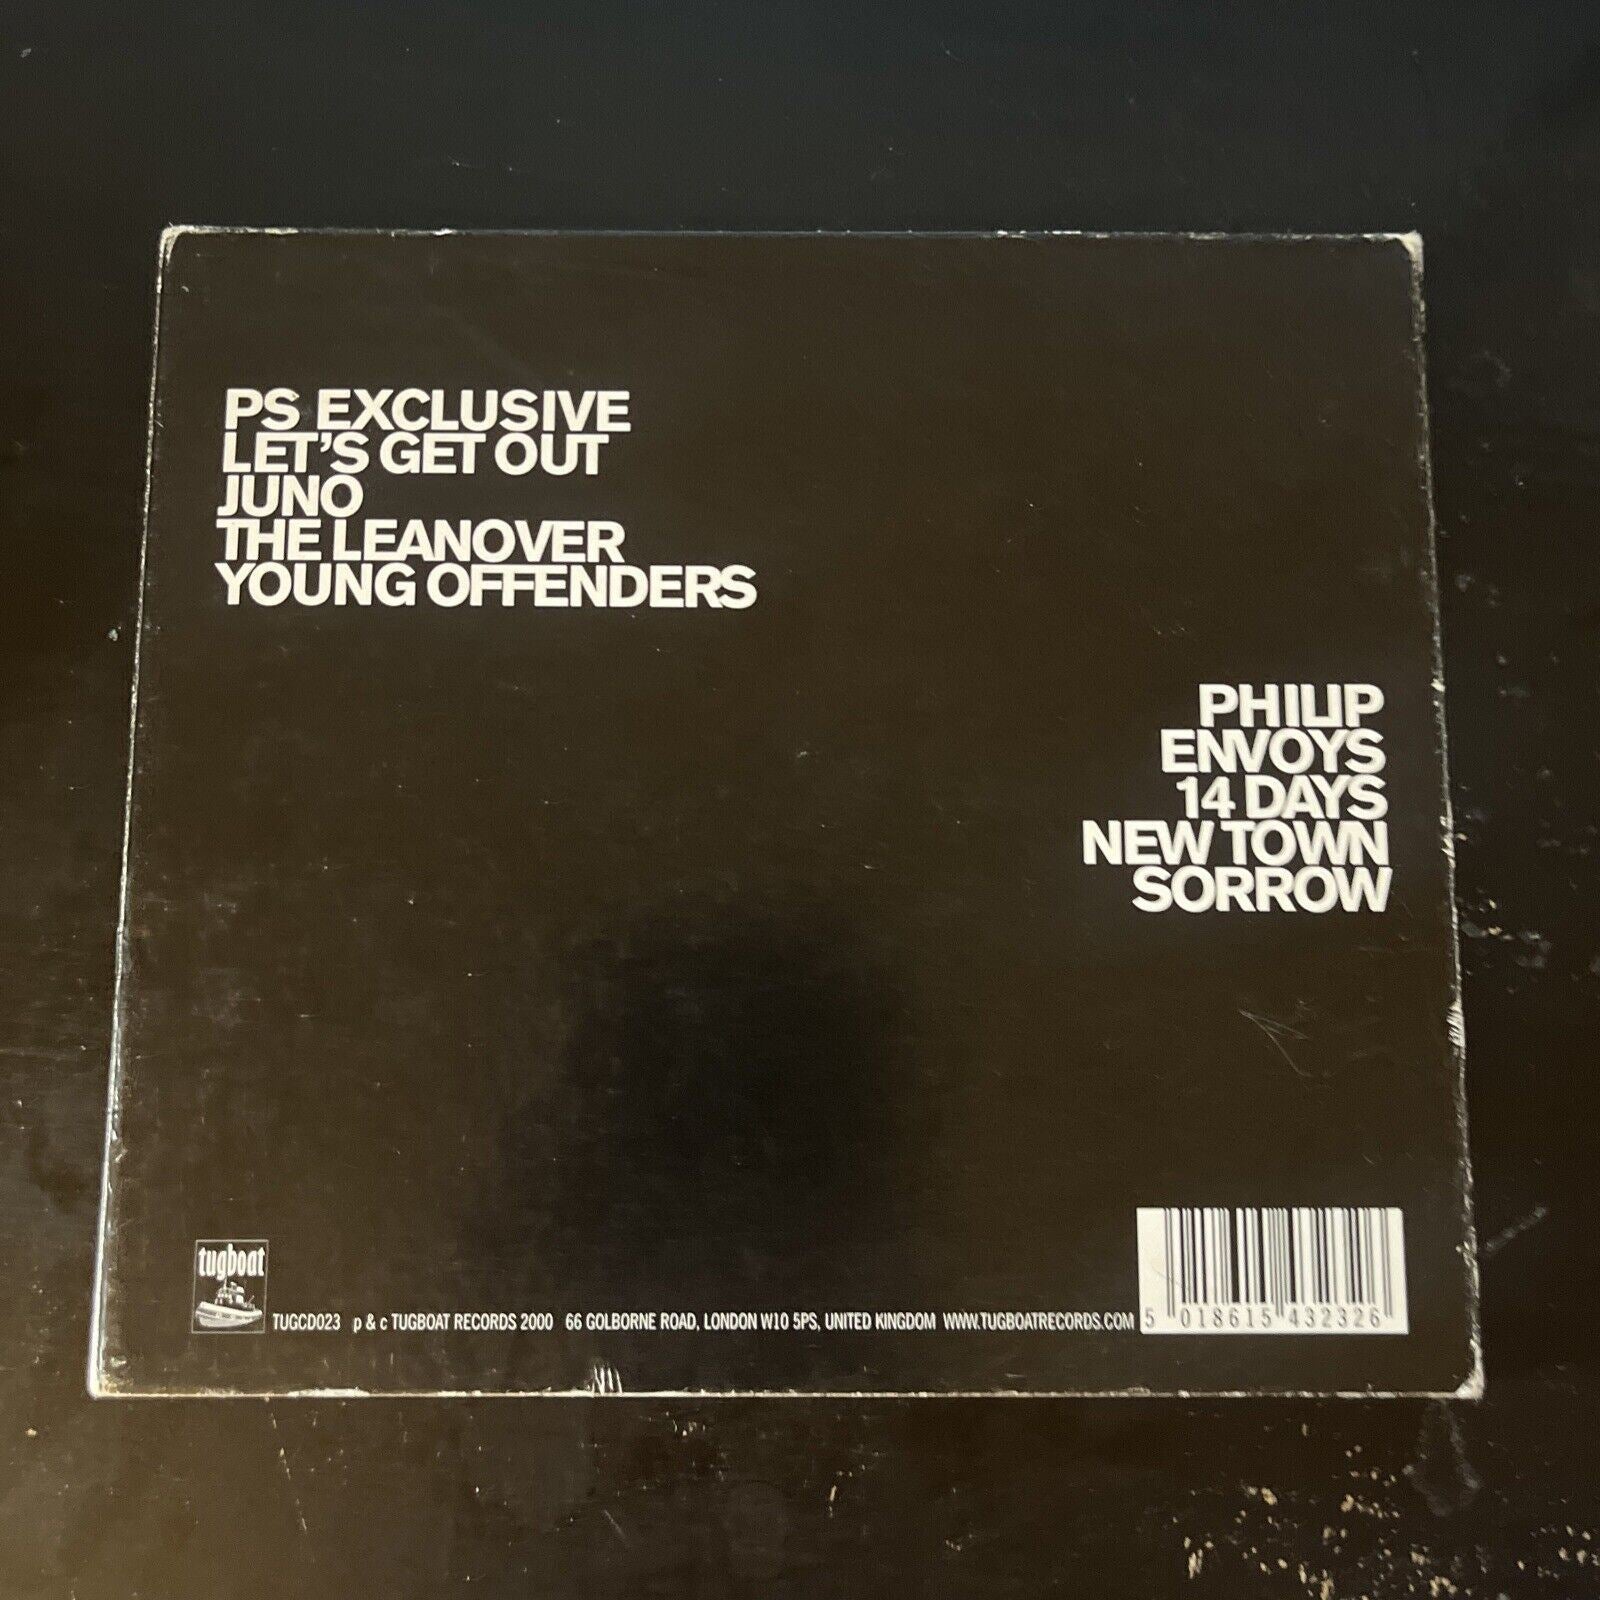 PS EXCLUSIVE
LET'S GET OUT
JUNO
THE LEANOVER
YOUNG OFFENDERS
PHILIP
ENVOYS
14 DAYS
NEW TOWN
SORROW
tugboat
TUGCD023 p & c TUGBOAT RECORDS 2000 66 GOLBORNE ROAD, LONDON W10 5PS, UNITED KINGDOM WWW.TUGBOATRECORDS.COM
5 018615 432326